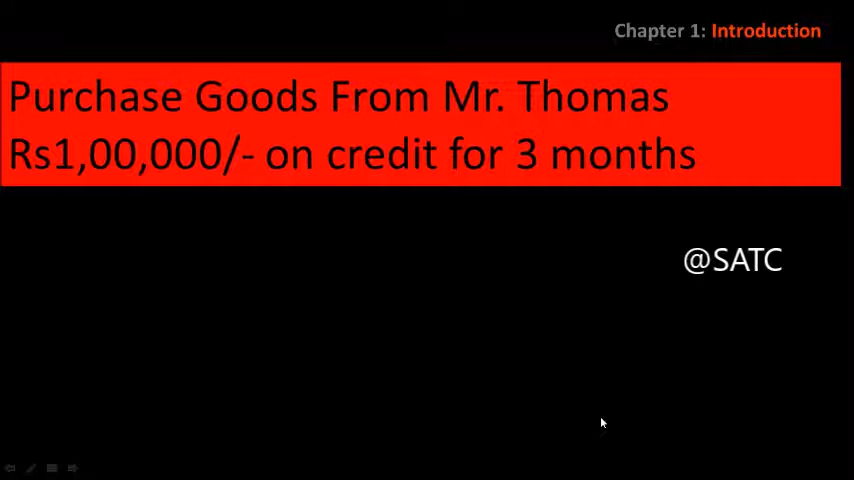 Chapter 1: Introduction
Purchase Goods From Mr. Thomas
Rs1,00,000/- on credit for 3 months
@SATC